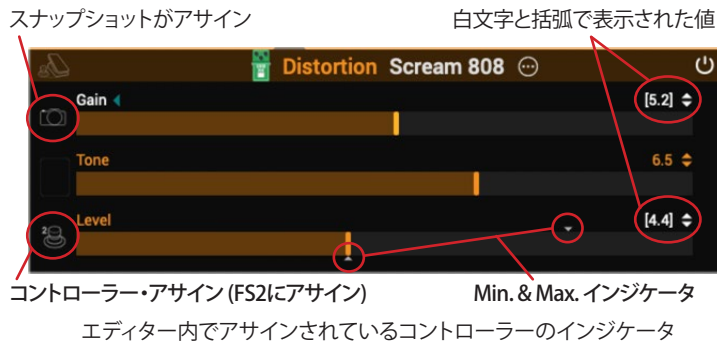 スナップショットがアサイン
白文字と括弧で表示された値
Distortion Scream 808
Gain [5.2]
Tone 6.5
2
Level [4.4]
コントローラー・アサイン (FS2にアサイン)
Min. & Max. インジケータ
エディター内でアサインされているコントローラーのインジケータ